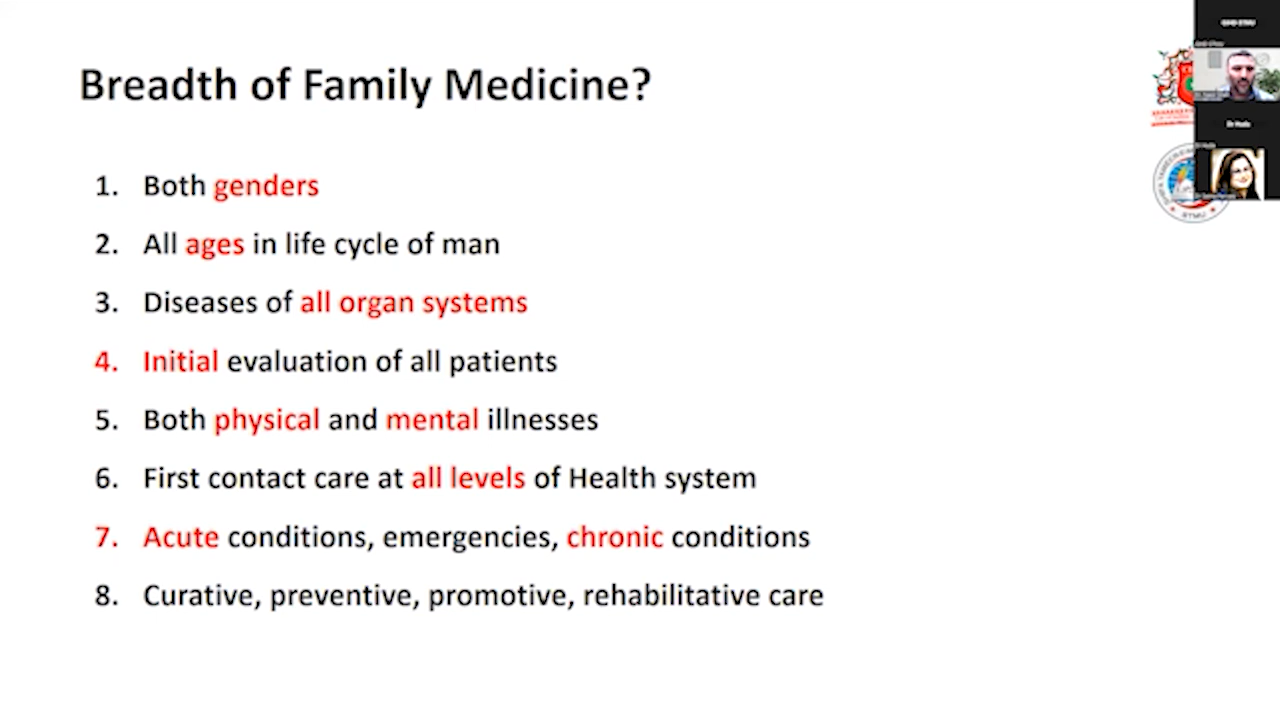 Breadth of Family Medicine?
1. Both genders
2. All ages in life cycle of man
3. Diseases of all organ systems
4. Initial evaluation of all patients
5. Both physical and mental illnesses
6. First contact care at all levels of Health system
7. Acute conditions, emergencies, chronic conditions
8. Curative, preventive, promotive, rehabilitative care
STMU